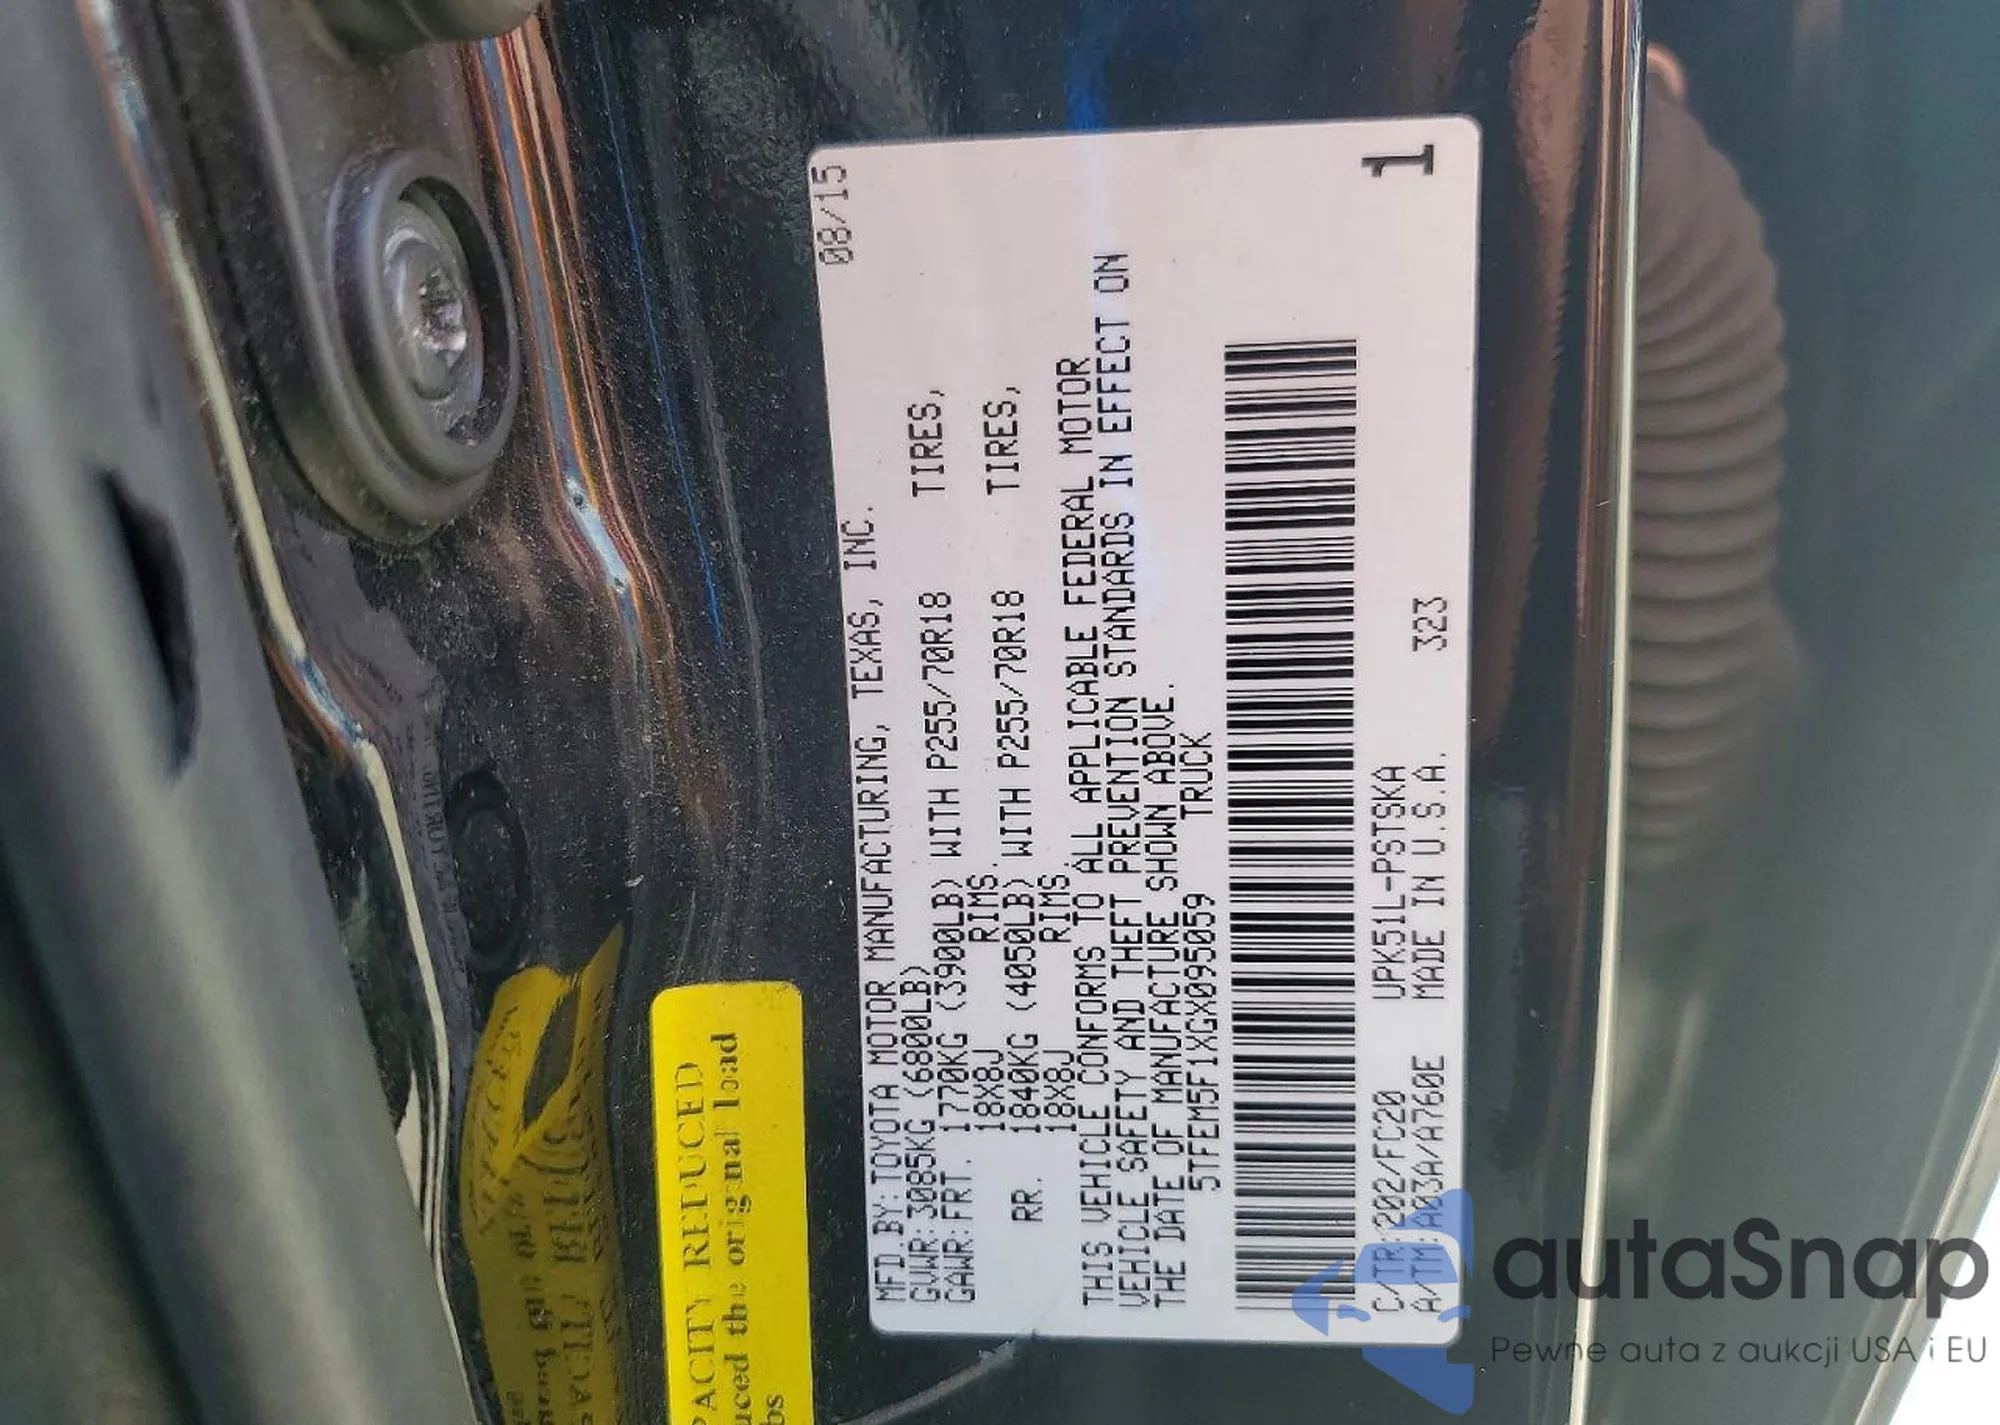 08/15
MFD.BY:TOYOTA MOTOR MANUFACTURING, TEXAS, INC.
GVWR:3085KG (6800LB)
GAWR:FRT. 1770KG (3900LB) WITH P255/70R18 TIRES,
18X8J RIMS.
RR. 1840KG (4050LB) WITH P255/70R18 TIRES,
18X8J RIMS.
THIS VEHICLE CONFORMS TO ALL APPLICABLE FEDERAL MOTOR
VEHICLE SAFETY AND THEFT PREVENTION STANDARDS IN EFFECT ON
THE DATE OF MANUFACTURE SHOWN ABOVE.
5TFEM5F1XGX095059 TRUCK
C/TR:202/FC20 UPK51L-PSTSKA
A/TM:A03A/A760E MADE IN U.S.A. 323
1
PACITY REDUCED
uced the original load
bs
autoSnap
Pewne auta z aukcji USA i EU